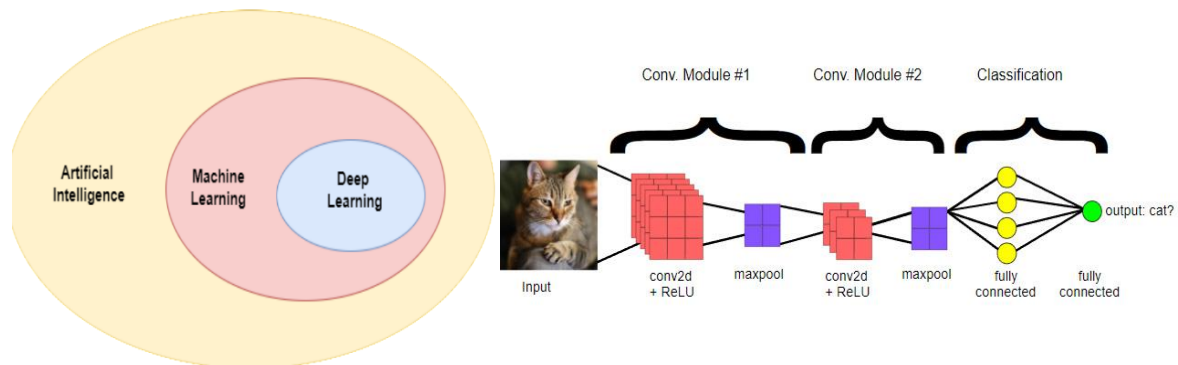 Artificial
Intelligence
Machine
Learning
Deep
Learning
Conv. Module #1
Conv. Module #2
Classification
Input
conv2d
+ ReLU
maxpool
conv2d
+ ReLU
maxpool
fully
connected
fully
connected
output: cat?